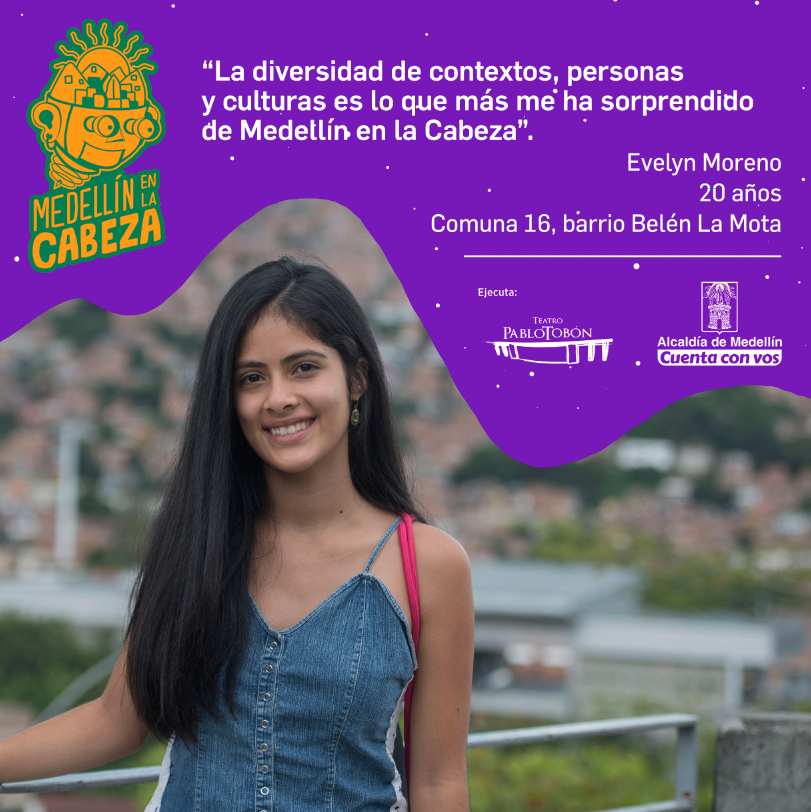 MEDELLÍN EN LA
CABEZA
“La diversidad de contextos, personas
y culturas es lo que más me ha sorprendido
de Medellín en la Cabeza”.
Evelyn Moreno
20 años
Comuna 16, barrio Belén La Mota
Ejecuta:
TEATRO
PABLOTOBÓN
Alcaldía de Medellín
Cuenta con vos